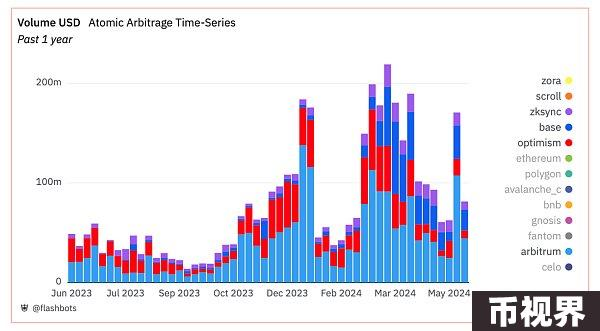 Volume USD Atomic Arbitrage Time-Series
Past 1 year
200m
100m
0
Jun 2023 Jul 2023 Sep 2023 Oct 2023 Dec 2023 Feb 2024 Mar 2024 May 2024
zora
scroll
zksync
base
optimism
ethereum
polygon
avalanche_c
bnb
gnosis
fantom
arbitrum
celo
@flashbots
币视界